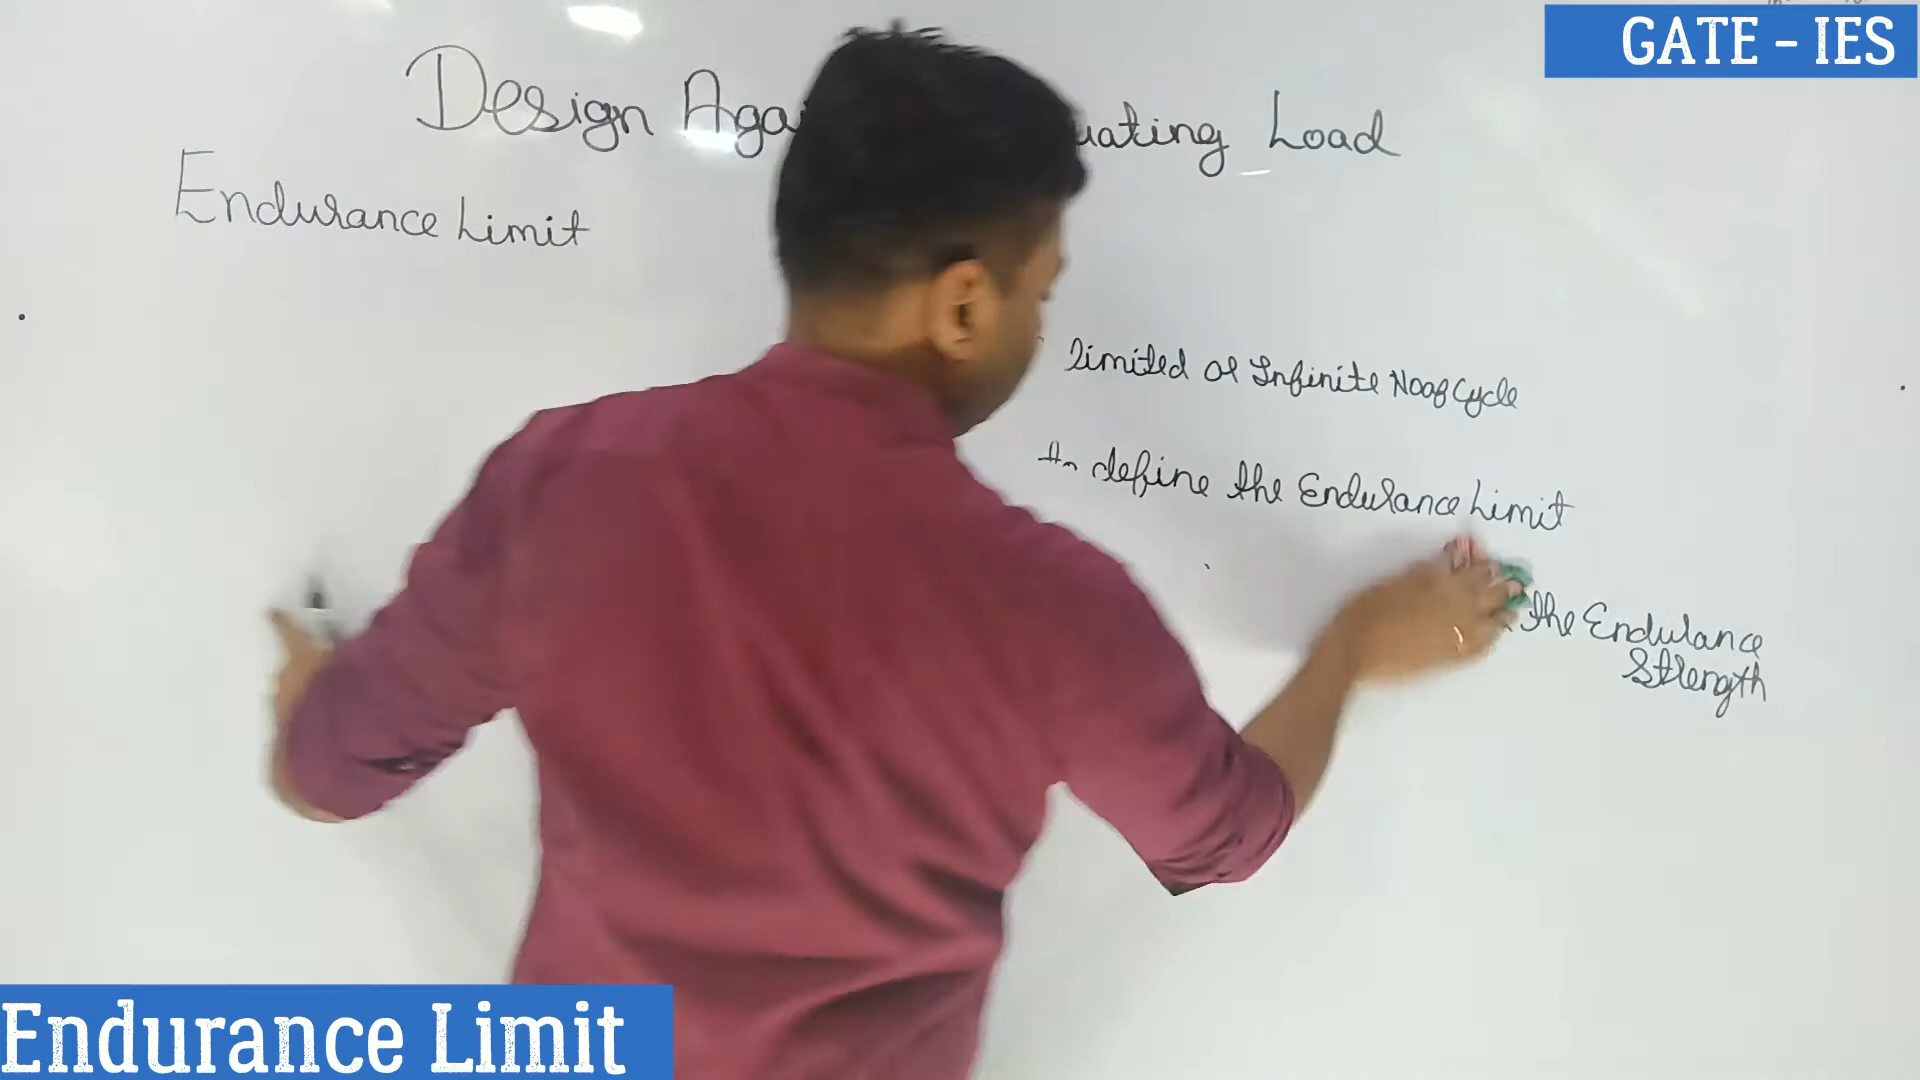 GATE - IES
Design Agai uating Load
Endurance Limit
limited or Infinite No of Cycle
define the Endurance Limit
the Endurance
Strength
Endurance Limit